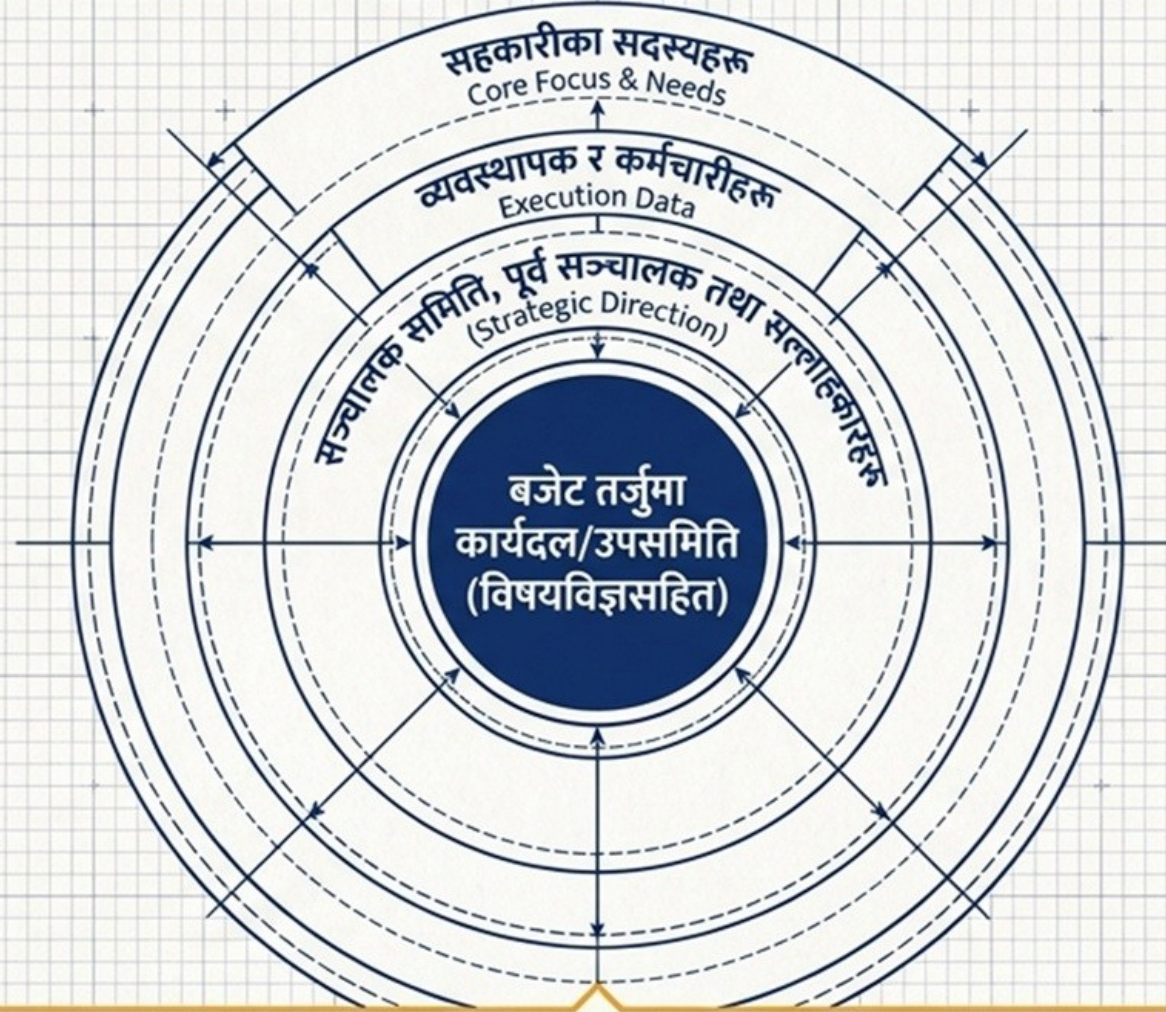 सहकारीका सदस्यहरू
Core Focus & Needs
व्यवस्थापक र कर्मचारीहरू
Execution Data
सञ्चालक समिति, पूर्व सञ्चालक तथा सल्लाहकारहरू
(Strategic Direction)
बजेट तर्जुमा
कार्यदल/उपसमिति
(विषयविज्ञसहित)